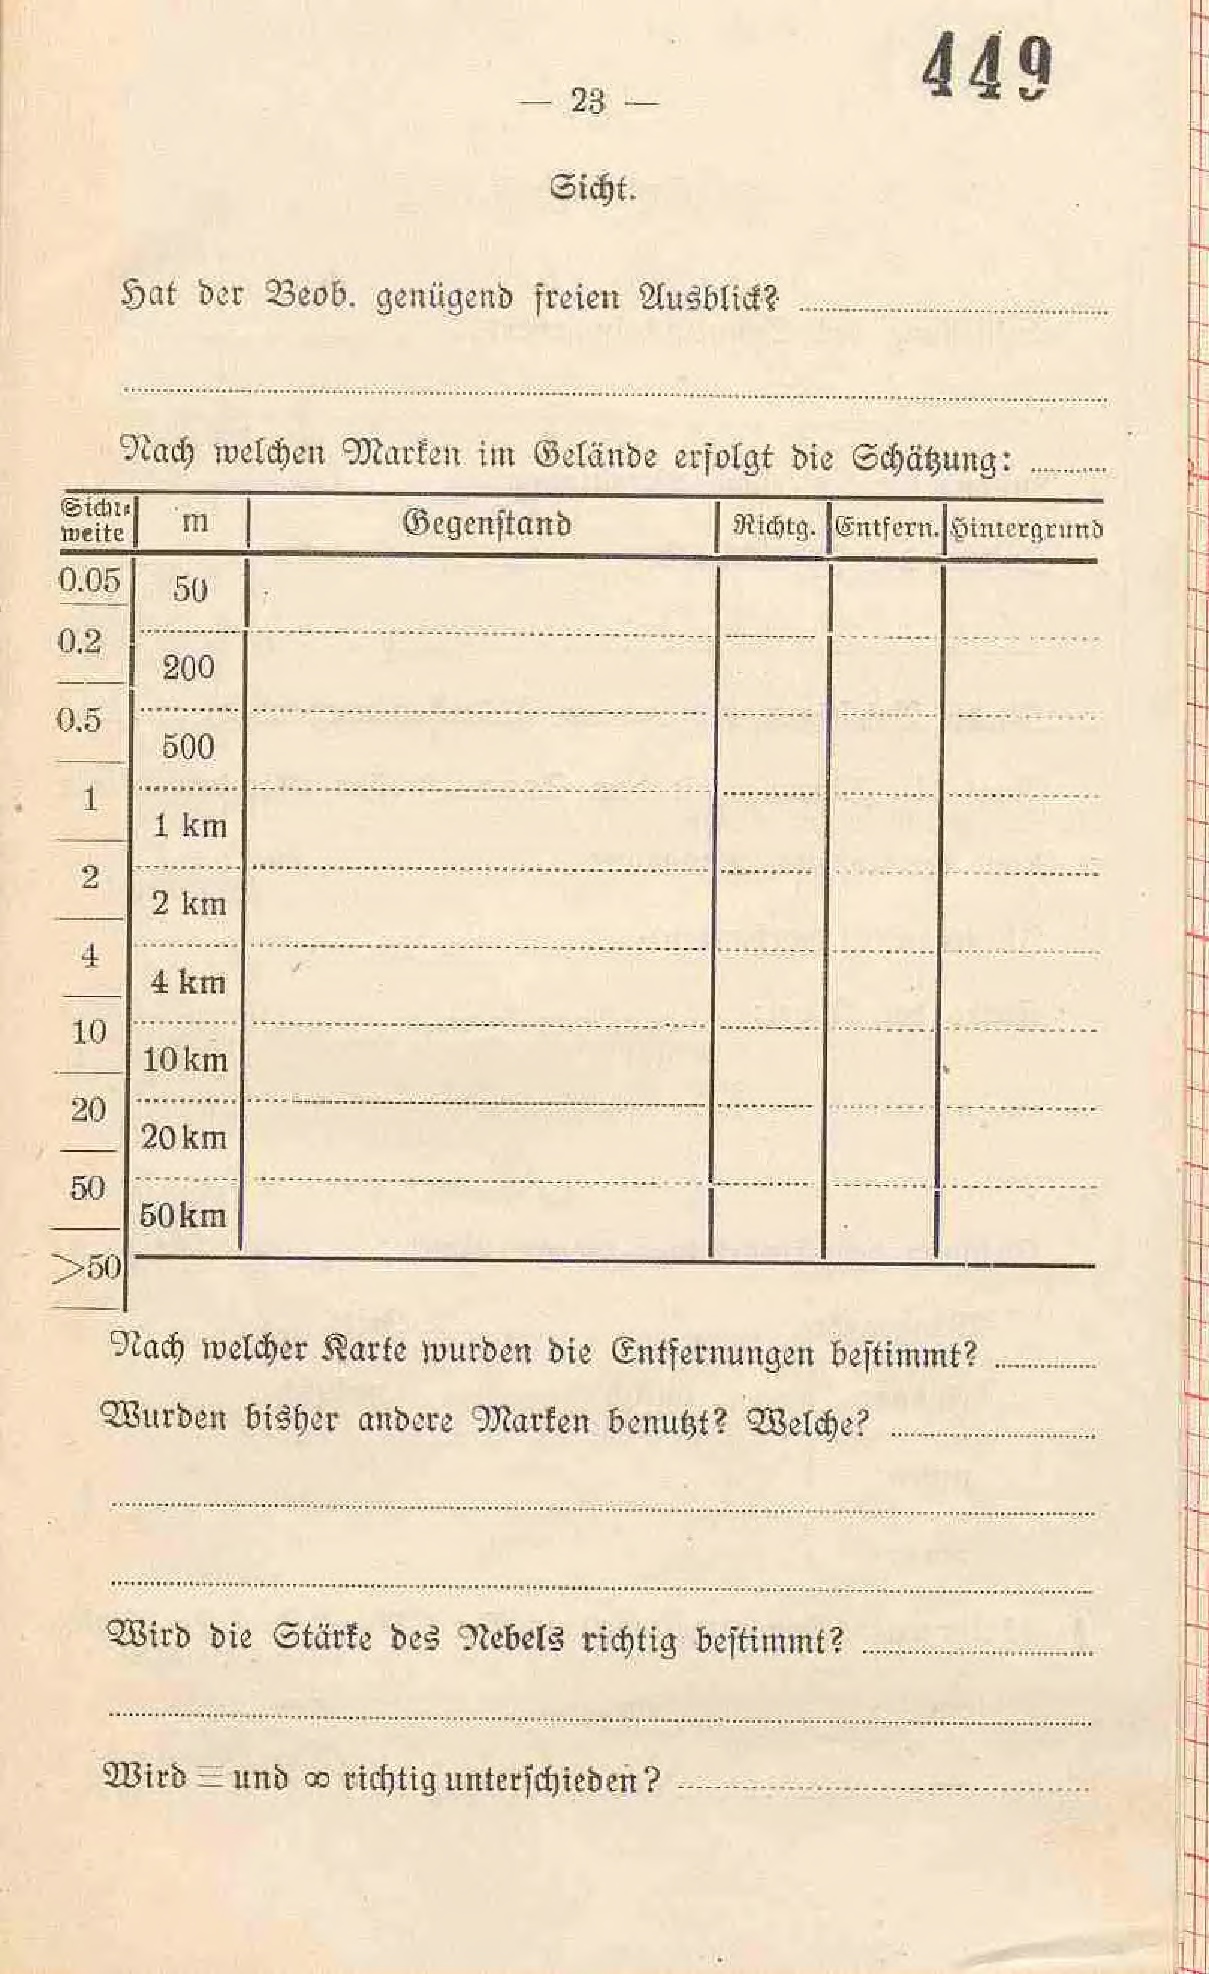 449
— 23 —
Sicht.
Hat der Beob. genügend freien Ausblick?
Nach welchen Marken im Gelände erfolgt die Schätzung:
Sicht-weite m Gegenstand Richtg. Entfern. Hintergrund
0.05 50
0.2 200
0.5 500
1 1 km
2 2 km
4 4 km
10 10 km
20 20 km
50 50 km
>50
Nach welcher Karte wurden die Entfernungen bestimmt?
Wurden bisher andere Marken benutzt? Welche?
Wird die Stärke des Nebels richtig bestimmt?
Wird ≡ und ∞ richtig unterschieden?